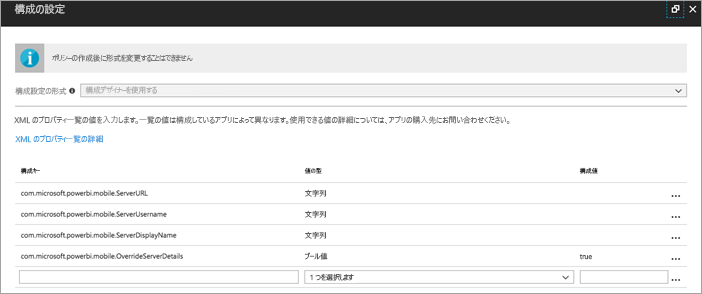 構成の設定
ポリシーの作成後に形式を変更することはできません
構成設定の形式
構成デザイナーを使用する
XML のプロパティ一覧の値を入力します。一覧の値は構成しているアプリによって異なります。使用できる値の詳細については、アプリの購入先にお問い合わせください。
XML のプロパティ一覧の詳細
構成キー 値の型 構成値
com.microsoft.powerbi.mobile.ServerURL 文字列 ...
com.microsoft.powerbi.mobile.ServerUsername 文字列 ...
com.microsoft.powerbi.mobile.ServerDisplayName 文字列 ...
com.microsoft.powerbi.mobile.OverrideServerDetails ブール値 true ...
1 つを選択します ...